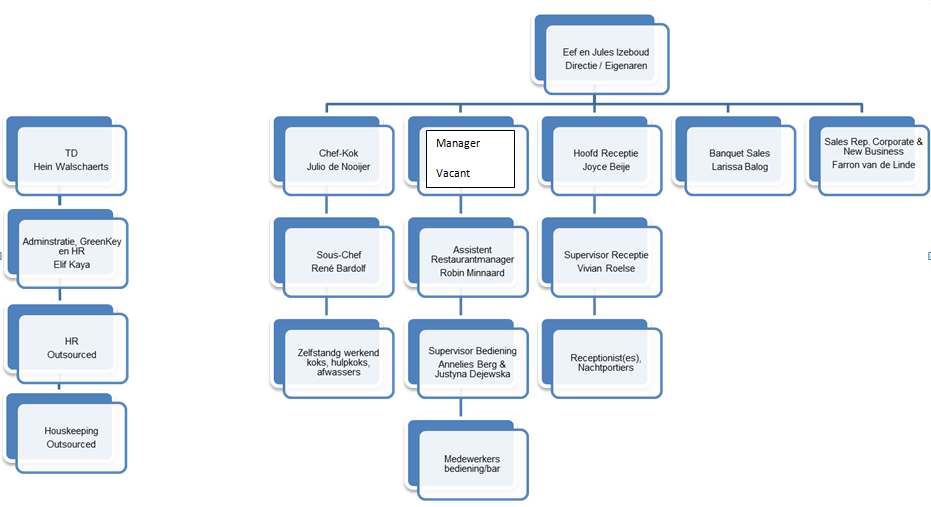 Eef en Jules Izeboud
Directie / Eigenaren
TD
Hein Walschaerts
Adminstratie, GreenKey
en HR
Elif Kaya
HR
Outsourced
Houskeeping
Outsourced
Chef-Kok
Julio de Nooijer
Sous-Chef
René Bardolf
Zelfstandg werkend
koks, hulpkoks,
afwassers
Manager
Vacant
Assistent
Restaurantmanager
Robin Minnaard
Supervisor Bediening
Annelies Berg &
Justyna Dejewska
Medewerkers
bediening/bar
Hoofd Receptie
Joyce Beije
Supervisor Receptie
Vivian Roelse
Receptionist(es),
Nachtportiers
Banquet Sales
Larissa Balog
Sales Rep. Corporate &
New Business
Farron van de Linde